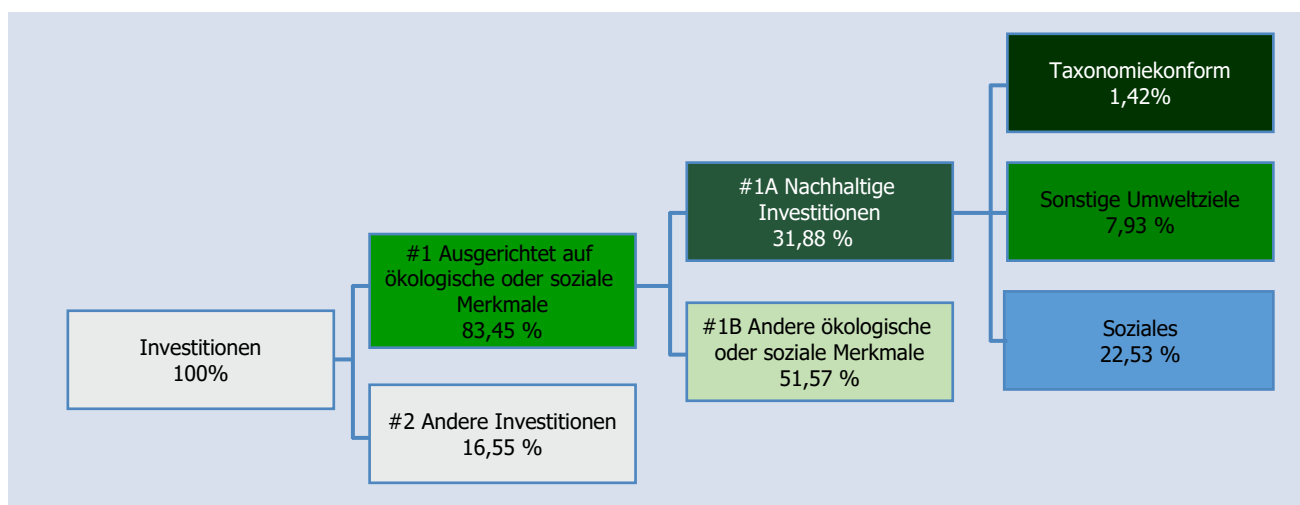 Investitionen
100%
#1 Ausgerichtet auf
ökologische oder soziale
Merkmale
83,45 %
#2 Andere Investitionen
16,55 %
#1A Nachhaltige
Investitionen
31,88 %
#1B Andere ökologische
oder soziale Merkmale
51,57 %
Taxonomiekonform
1,42%
Sonstige Umweltziele
7,93 %
Soziales
22,53 %